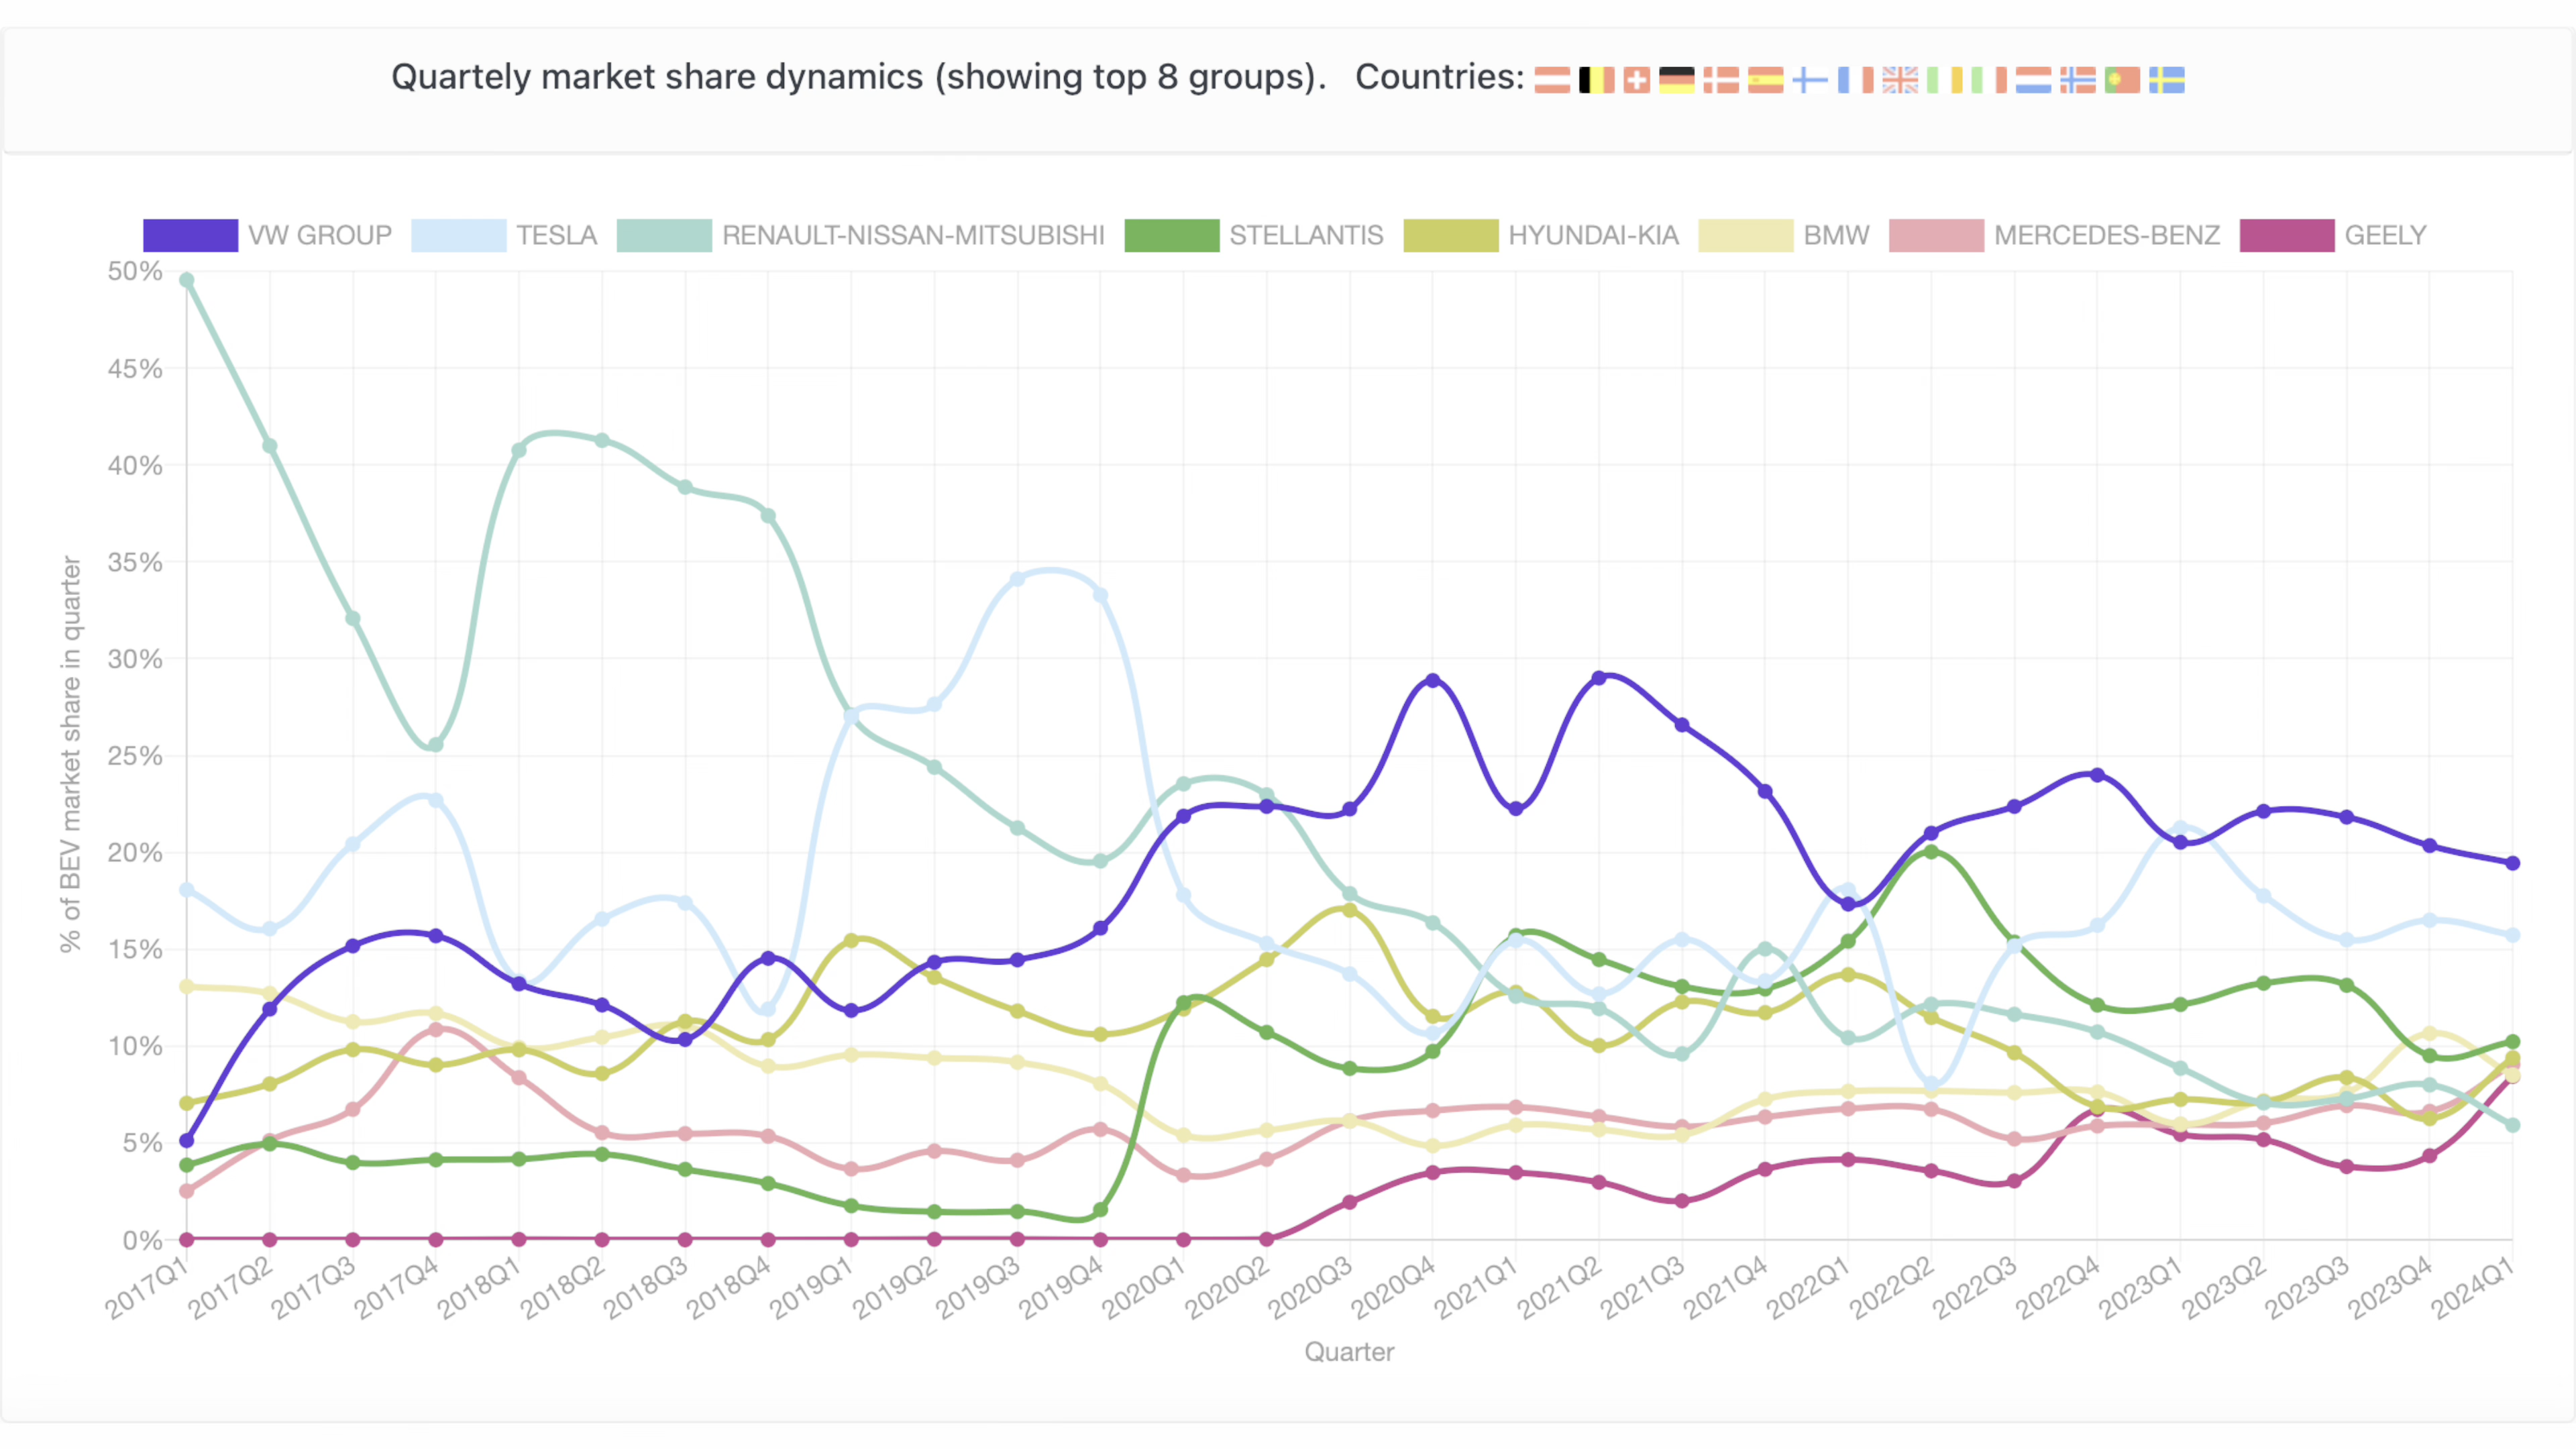 Quartely market share dynamics (showing top 8 groups). Countries:
VW GROUP TESLA RENAULT-NISSAN-MITSUBISHI STELLANTIS HYUNDAI-KIA BMW MERCEDES-BENZ GEELY
50%
45%
40%
35%
30%
25%
20%
15%
10%
5%
0%
% of BEV market share in quarter
2017Q1 2017Q2 2017Q3 2017Q4 2018Q1 2018Q2 2018Q3 2018Q4 2019Q1 2019Q2 2019Q3 2019Q4 2020Q1 2020Q2 2020Q3 2020Q4 2021Q1 2021Q2 2021Q3 2021Q4 2022Q1 2022Q2 2022Q3 2022Q4 2023Q1 2023Q2 2023Q3 2023Q4 2024Q1
Quarter